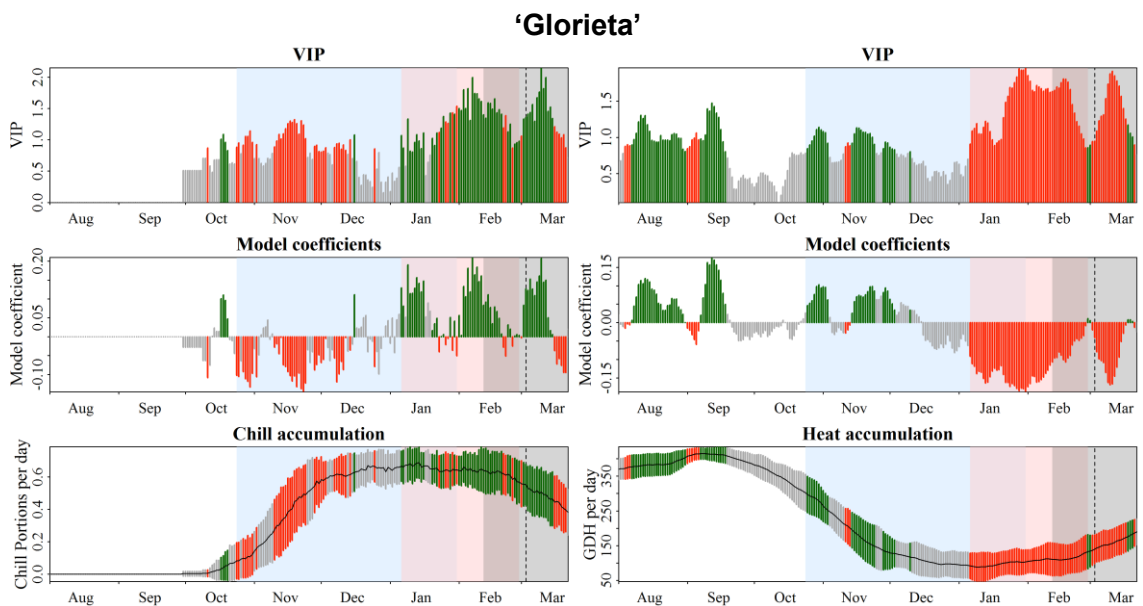 ‘Glorieta’
VIP
VIP
2.0
1.5
1.0
0.5
0.0
Aug Sep Oct Nov Dec Jan Feb Mar
Model coefficients
Model coefficient
0.20
0.05
-0.10
Aug Sep Oct Nov Dec Jan Feb Mar
Chill accumulation
Chill Portions per day
0.6
0.4
0.2
0.0
Aug Sep Oct Nov Dec Jan Feb Mar
VIP
VIP
1.5
1.0
0.5
Aug Sep Oct Nov Dec Jan Feb Mar
Model coefficients
Model coefficient
0.15
0.00
-0.15
Aug Sep Oct Nov Dec Jan Feb Mar
Heat accumulation
GDH per day
350
250
150
50
Aug Sep Oct Nov Dec Jan Feb Mar